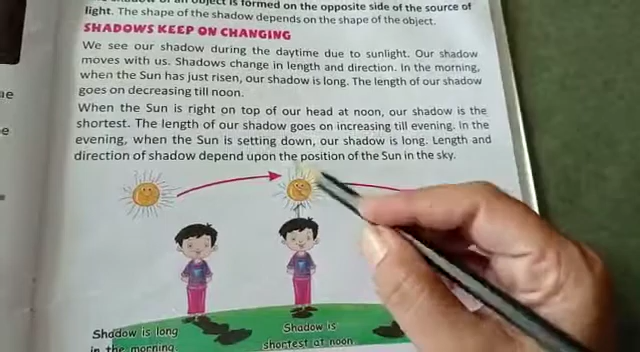 shadow of an object is formed on the opposite side of the source of
light. The shape of the shadow depends on the shape of the object.
SHADOWS KEEP ON CHANGING
We see our shadow during the daytime due to sunlight. Our shadow
moves with us. Shadows change in length and direction. In the morning,
when the Sun has just risen, our shadow is long. The length of our shadow
goes on decreasing till noon.
When the Sun is right on top of our head at noon, our shadow is the
shortest. The length of our shadow goes on increasing till evening. In the
evening, when the Sun is setting down, our shadow is long. Length and
direction of shadow depend upon the position of the Sun in the sky.
Shadow is long
in the morning
Shadow is
shortest at noon